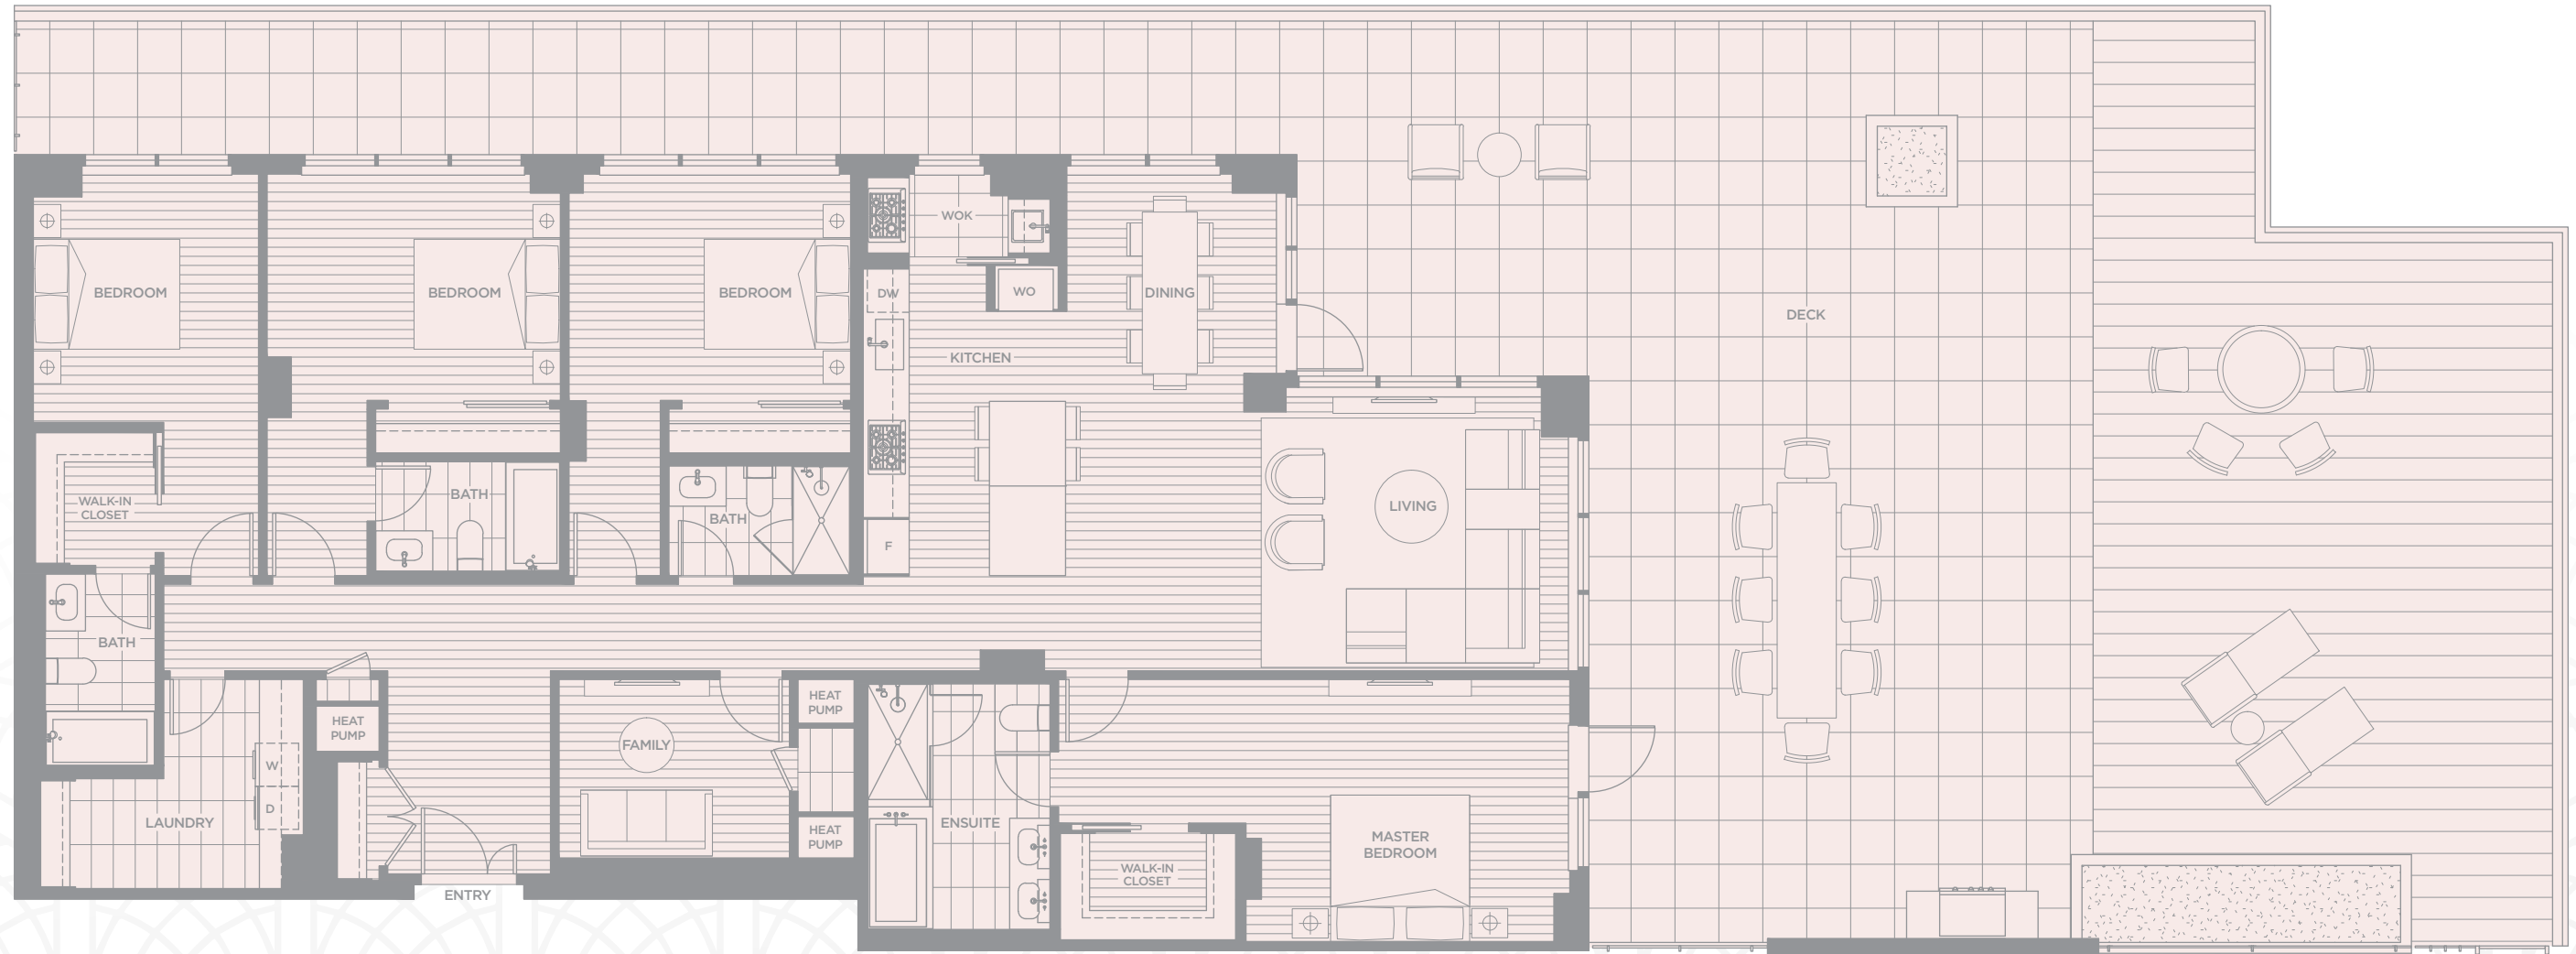 WOK
BEDROOM
BEDROOM
BEDROOM
DW
WO
DINING
DECK
KITCHEN
WALK-IN
CLOSET
BATH
BATH
LIVING
F
BATH
HEAT
PUMP
HEAT
PUMP
FAMILY
W
D
LAUNDRY
ENSUITE
HEAT
PUMP
MASTER
BEDROOM
WALK-IN
CLOSET
ENTRY